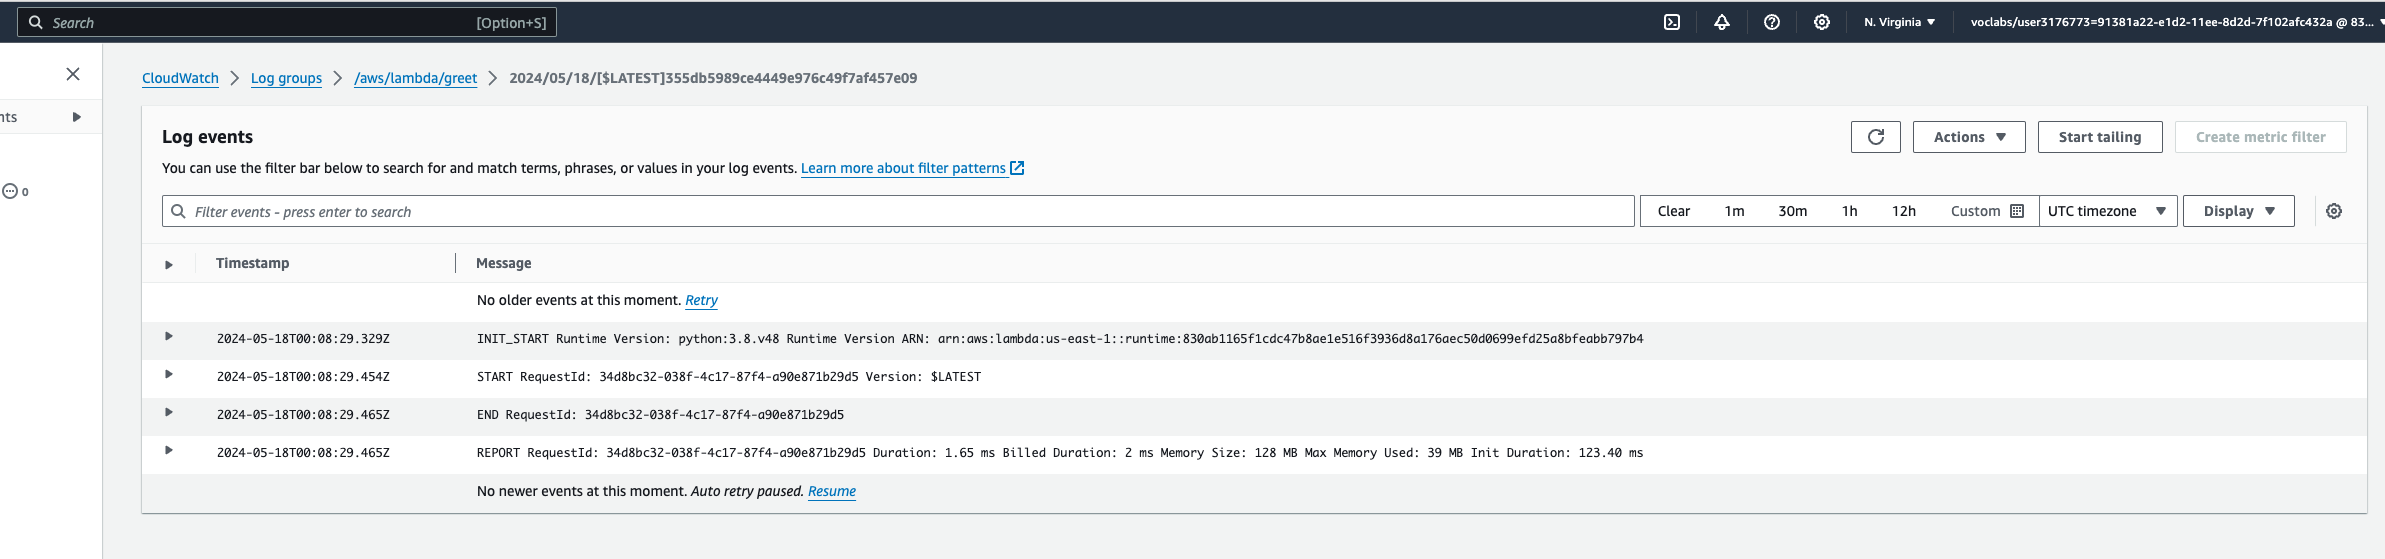 Search [Option+S] N. Virginia voclabs/user3176773=91381a22-e1d2-11ee-8d2d-7f102afc432a @ 83...
CloudWatch Log groups /aws/lambda/greet 2024/05/18/[$LATEST]355db5989ce4449e976c49f7af457e09
nts
0
Log events
Actions Start tailing Create metric filter
You can use the filter bar below to search for and match terms, phrases, or values in your log events. Learn more about filter patterns
Filter events - press enter to search Clear 1m 30m 1h 12h Custom UTC timezone Display
Timestamp Message
No older events at this moment. Retry
2024-05-18T00:08:29.329Z INIT_START Runtime Version: python:3.8.v48 Runtime Version ARN: arn:aws:lambda:us-east-1::runtime:830ab1165f1cdc47b8ae1e516f3936d8a176aec50d0699efd25a8bfeabb797b4
2024-05-18T00:08:29.454Z START RequestId: 34d8bc32-038f-4c17-87f4-a90e871b29d5 Version: $LATEST
2024-05-18T00:08:29.465Z END RequestId: 34d8bc32-038f-4c17-87f4-a90e871b29d5
2024-05-18T00:08:29.465Z REPORT RequestId: 34d8bc32-038f-4c17-87f4-a90e871b29d5 Duration: 1.65 ms Billed Duration: 2 ms Memory Size: 128 MB Max Memory Used: 39 MB Init Duration: 123.40 ms
No newer events at this moment. Auto retry paused. Resume